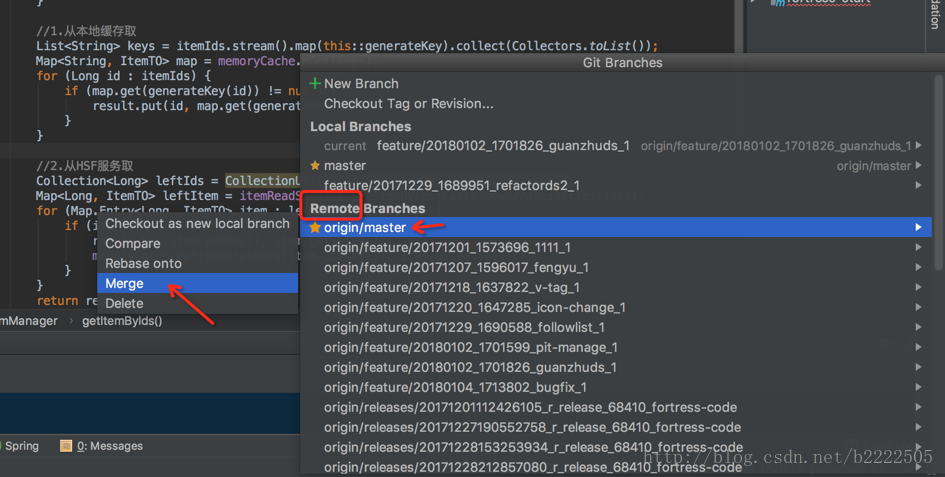 }
fortress-start
dation
//1.从本地缓存取
List<String> keys = itemIds.stream().map(this::generateKey).collect(Collectors.toList());
Map<String, ItemTO> map = memoryCache.
for (Long id : itemIds) {
if (map.get(generateKey(id)) != nu
result.put(id, map.get(generat
}
}
//2.从HSF服务取
Collection<Long> leftIds = CollectionU
Map<Long, ItemTO> leftItem = itemReadS
for (Map.Entry<Long, ItemTO> item : le
if (i
}
}
return re
Checkout as new local branch
Compare
Rebase onto
Merge
Delete
mManager
getItemByIds()
Spring
0: Messages
Git Branches
New Branch
Checkout Tag or Revision...
Local Branches
current feature/20180102_1701826_guanzhuds_1 origin/feature/20180102_1701826_guanzhuds_1
master origin/master
feature/20171229_1689951_refactords2_1
Remote Branches
origin/master
origin/feature/20171201_1573696_1111_1
origin/feature/20171207_1596017_fengyu_1
origin/feature/20171218_1637822_v-tag_1
origin/feature/20171220_1647285_icon-change_1
origin/feature/20171229_1690588_followlist_1
origin/feature/20180102_1701599_pit-manage_1
origin/feature/20180102_1701826_guanzhuds_1
origin/feature/20180104_1713802_bugfix_1
origin/releases/20171201112426105_r_release_68410_fortress-code
origin/releases/20171227190552758_r_release_68410_fortress-code
origin/releases/20171228153253934_r_release_68410_fortress-code
origin/releases/20171228212857080_r_release_68410_fortress-code
http://blog.csdn.net/b2222505